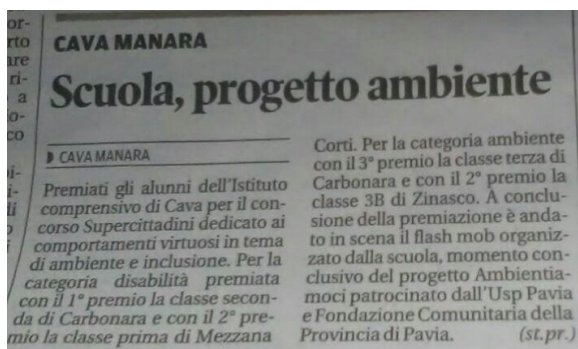 or-
rto
are
ri-
a
o-
co
CAVA MANARA
Scuola, progetto ambiente
CAVA MANARA
Premiati gli alunni dell'Istituto
comprensivo di Cava per il con-
corso Supercittadini dedicato ai
comportamenti virtuosi in tema
di ambiente e inclusione. Per la
categoria disabilità premiata
con il 1° premio la classe secon-
da di Carbonara e con il 2° pre-
mio la classe prima di Mezzana
Corti. Per la categoria ambiente
con il 3° premio la classe terza di
Carbonara e con il 2° premio la
classe 3B di Zinasco. A conclu-
sione della premiazione è anda-
to in scena il flash mob organiz-
zato dalla scuola, momento con-
clusivo del progetto Ambientia-
moci patrocinato dall'Usp Pavia
e Fondazione Comunitaria della
Provincia di Pavia. (st.pr.)